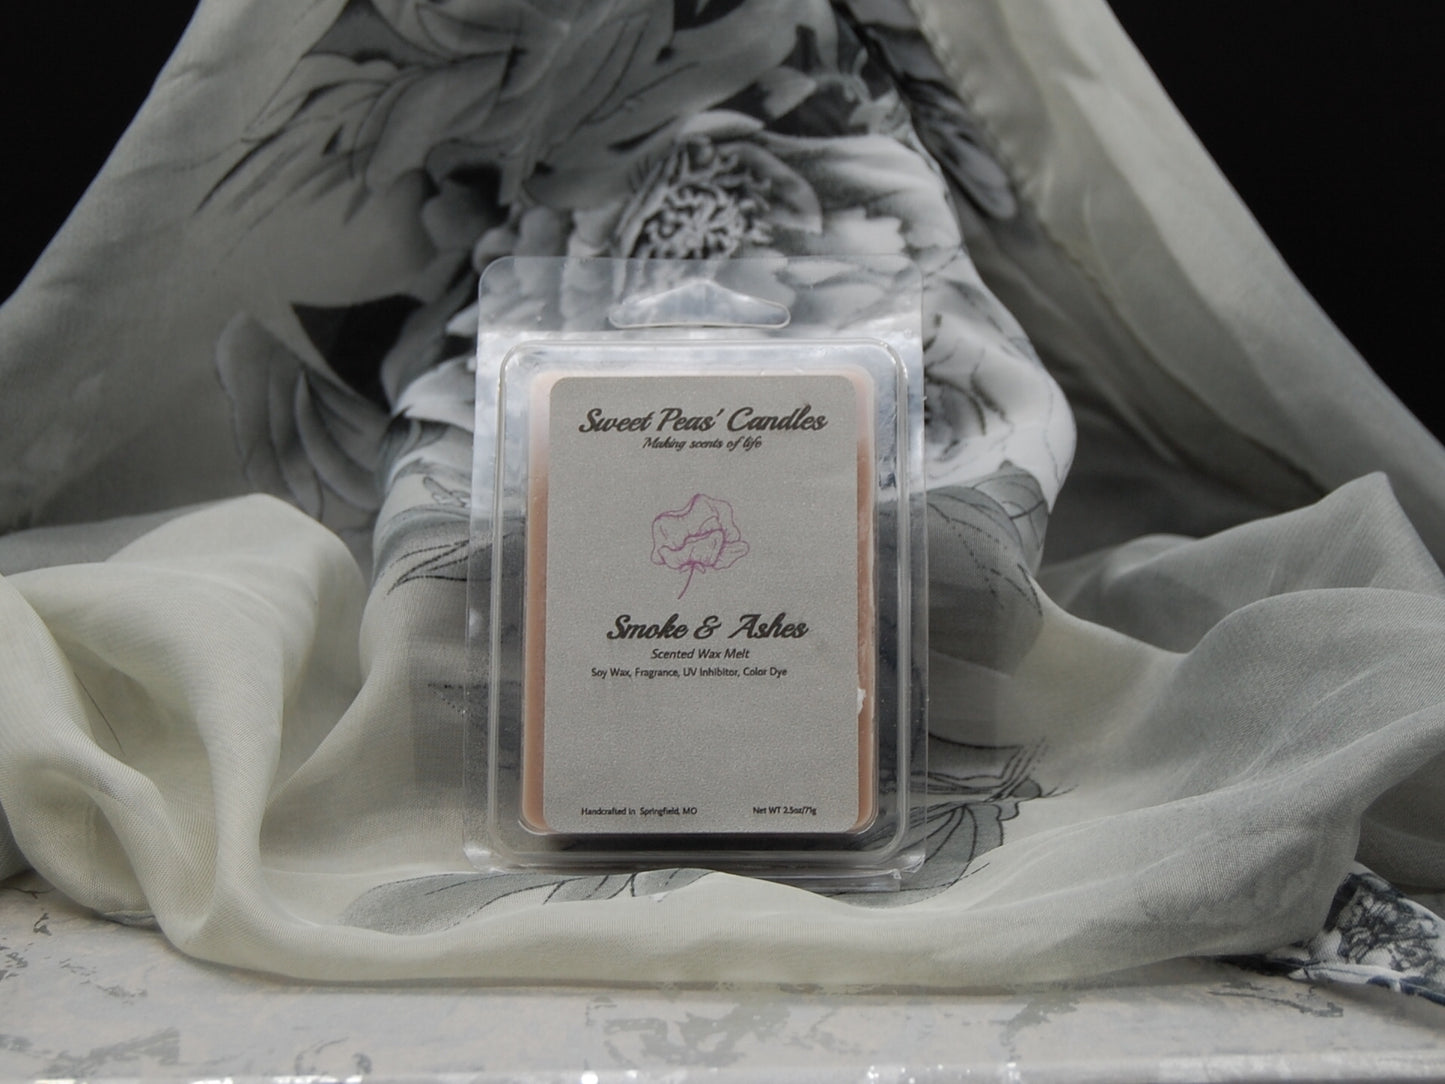 Sweet Peas' Candles
Making scents of life
Smoke & Ashes
Scented Wax Melt
Soy Wax, Fragrance, UV Inhibitor, Color Dye
Handcrafted in Springfield, MO
Net WT 2.5oz/71g